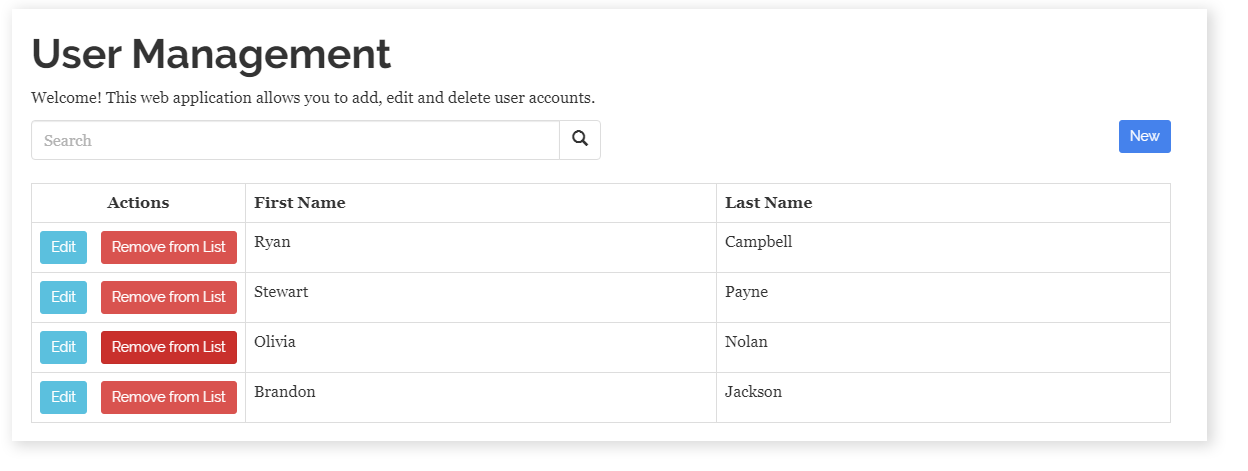 User Management
Welcome! This web application allows you to add, edit and delete user accounts.
Search
New
Actions First Name Last Name
Edit Remove from List Ryan Campbell
Edit Remove from List Stewart Payne
Edit Remove from List Olivia Nolan
Edit Remove from List Brandon Jackson